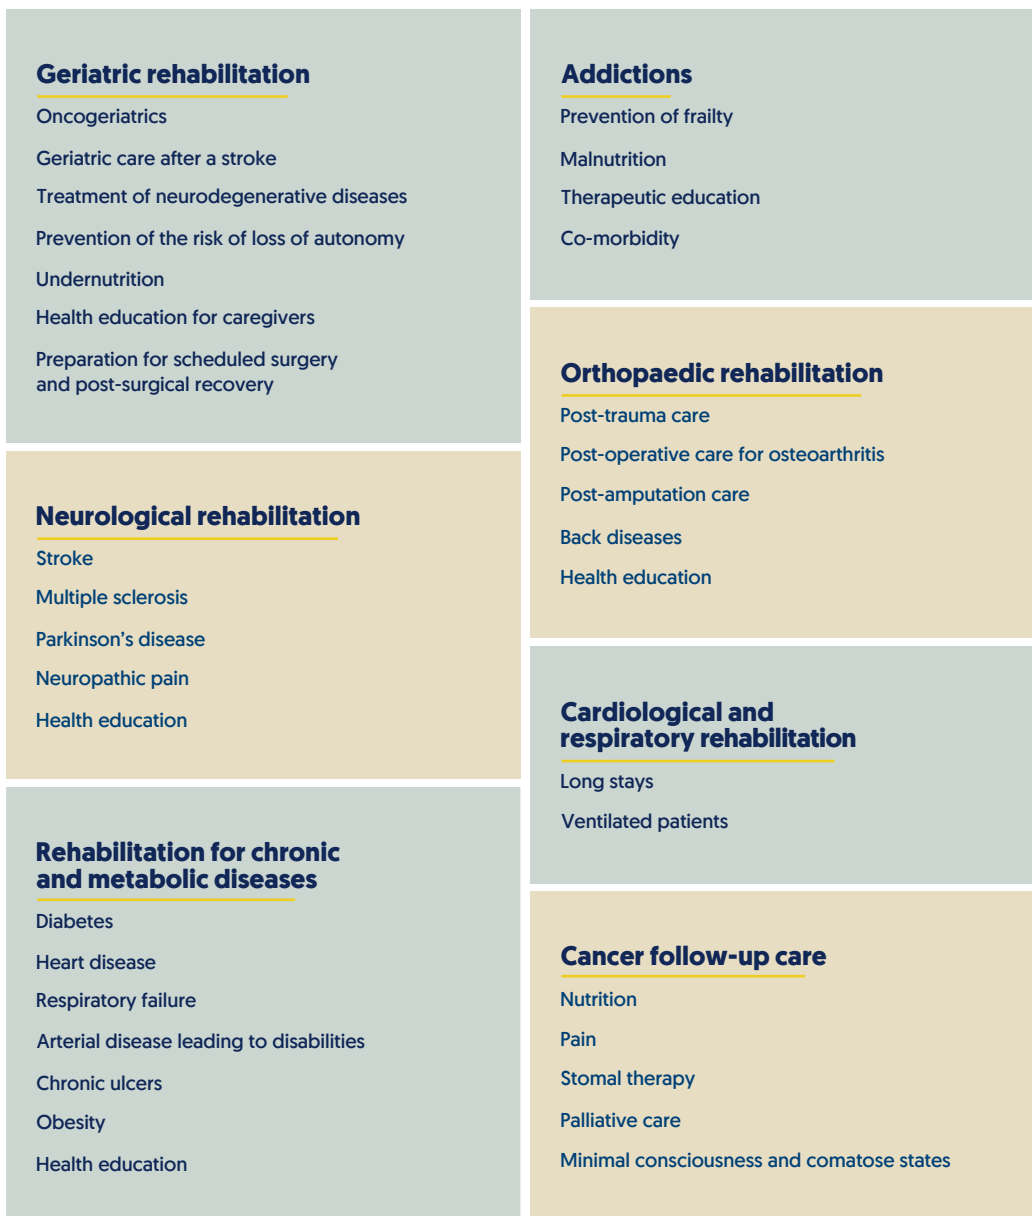 Geriatric rehabilitation
Oncogeriatrics
Geriatric care after a stroke
Treatment of neurodegenerative diseases
Prevention of the risk of loss of autonomy
Undernutrition
Health education for caregivers
Preparation for scheduled surgery
and post-surgical recovery
Neurological rehabilitation
Stroke
Multiple sclerosis
Parkinson’s disease
Neuropathic pain
Health education
Rehabilitation for chronic
and metabolic diseases
Diabetes
Heart disease
Respiratory failure
Arterial disease leading to disabilities
Chronic ulcers
Obesity
Health education
Addictions
Prevention of frailty
Malnutrition
Therapeutic education
Co-morbidity
Orthopaedic rehabilitation
Post-trauma care
Post-operative care for osteoarthritis
Post-amputation care
Back diseases
Health education
Cardiological and
respiratory rehabilitation
Long stays
Ventilated patients
Cancer follow-up care
Nutrition
Pain
Stomal therapy
Palliative care
Minimal consciousness and comatose states